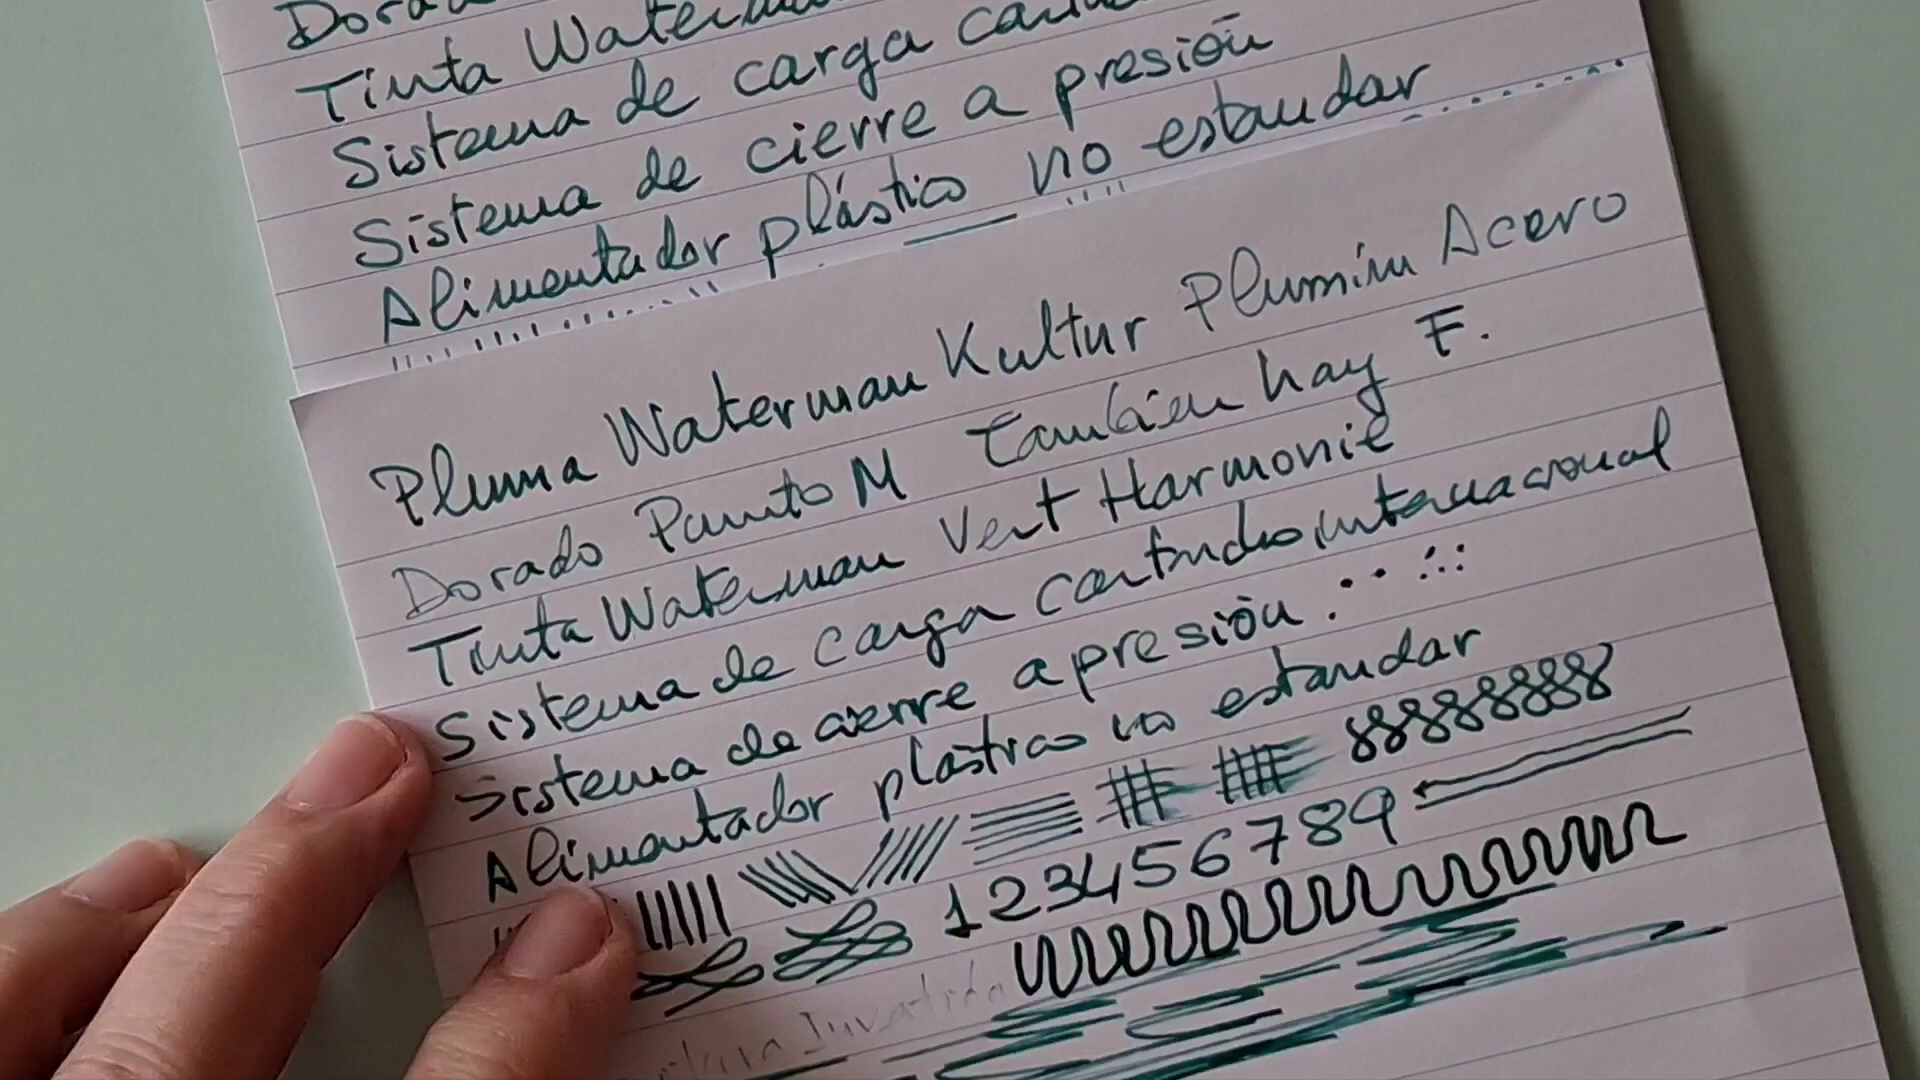 Tinta
Sistema de carga
Sistema de cierre a presión
Alimentador plástico no estandar
Pluma Waterman Kultur Plumín Acero
Dorado Punto M Tambien hay F.
Tinta Waterman Vert Harmonie
Sistema de carga cartucho internacional
Sistema de cierre a presión
Alimentador plástico no estandar
88888888
123456789
Invertida